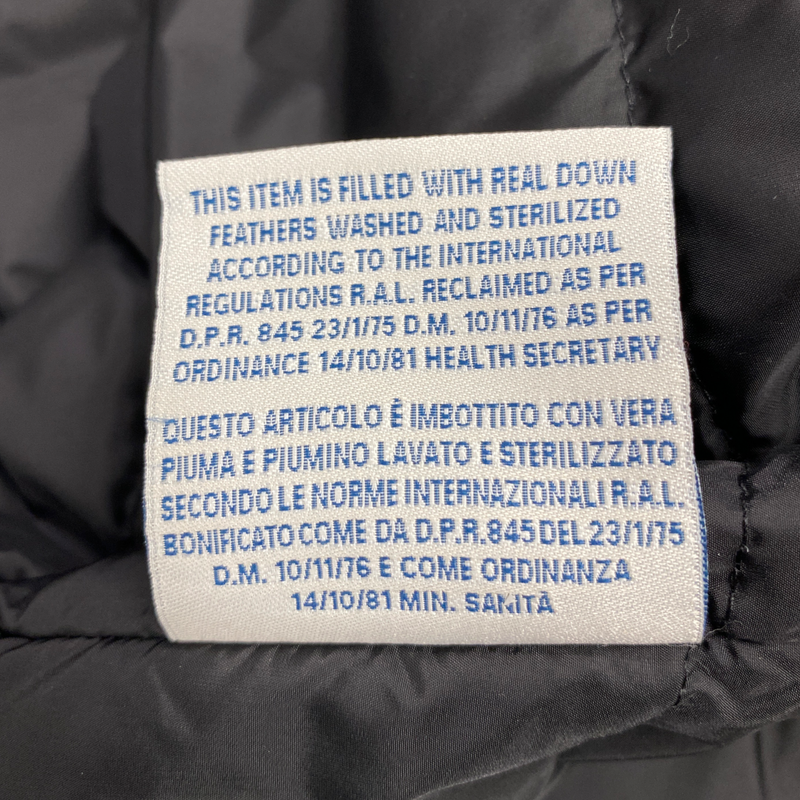 THIS ITEM IS FILLED WITH REAL DOWN
FEATHERS WASHED AND STERILIZED
ACCORDING TO THE INTERNATIONAL
REGULATIONS R.A.L. RECLAIMED AS PER
D.P.R. 845 23/1/75 D.M. 10/11/76 AS PER
ORDINANCE 14/10/81 HEALTH SECRETARY
QUESTO ARTICOLO È IMBOTTITO CON VERA
PIUMA E PIUMINO LAVATO E STERILIZZATO
SECONDO LE NORME INTERNAZIONALI R.A.L.
BONIFICATO COME DA D.P.R.845 DEL 23/1/75
D.M. 10/11/76 E COME ORDINANZA
14/10/81 MIN. SANITÀ